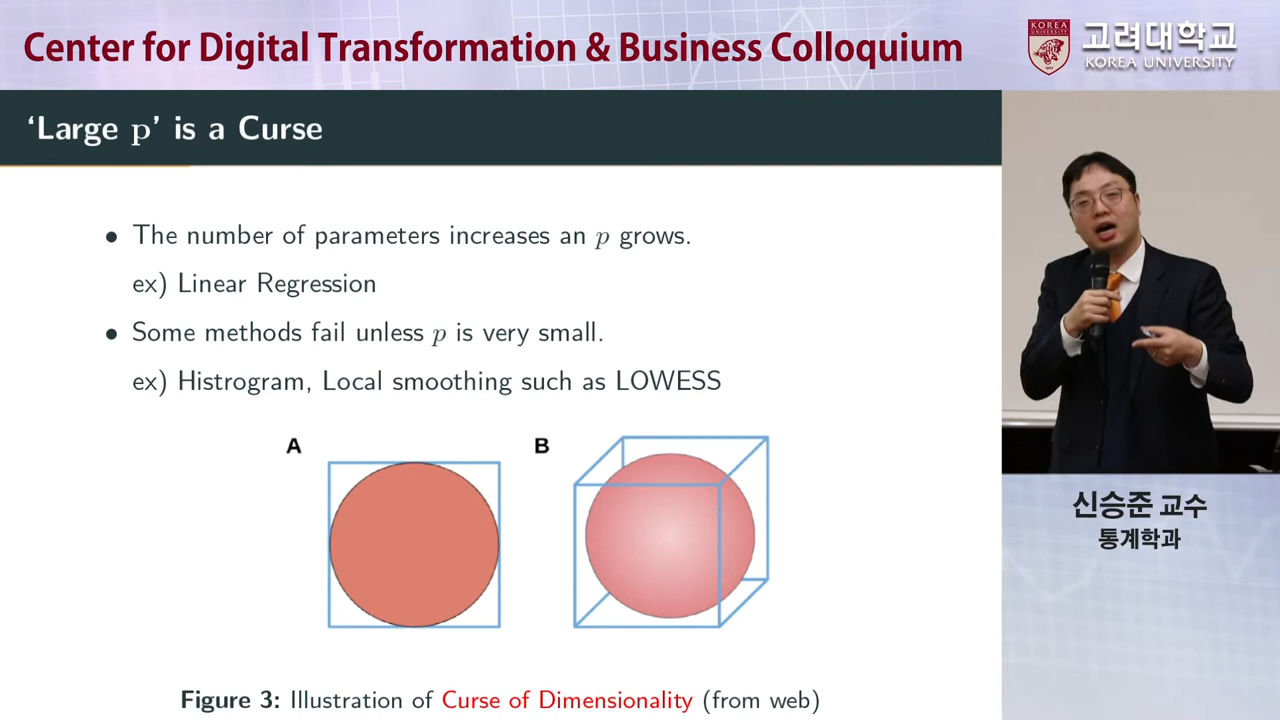 Center for Digital Transformation & Business Colloquium
KOREA
UNIVERSITY
고려대학교
KOREA UNIVERSITY
‘Large p’ is a Curse
• The number of parameters increases an p grows.
ex) Linear Regression
• Some methods fail unless p is very small.
ex) Histrogram, Local smoothing such as LOWESS
A
B
Figure 3: Illustration of Curse of Dimensionality (from web)
신승준 교수
통계학과